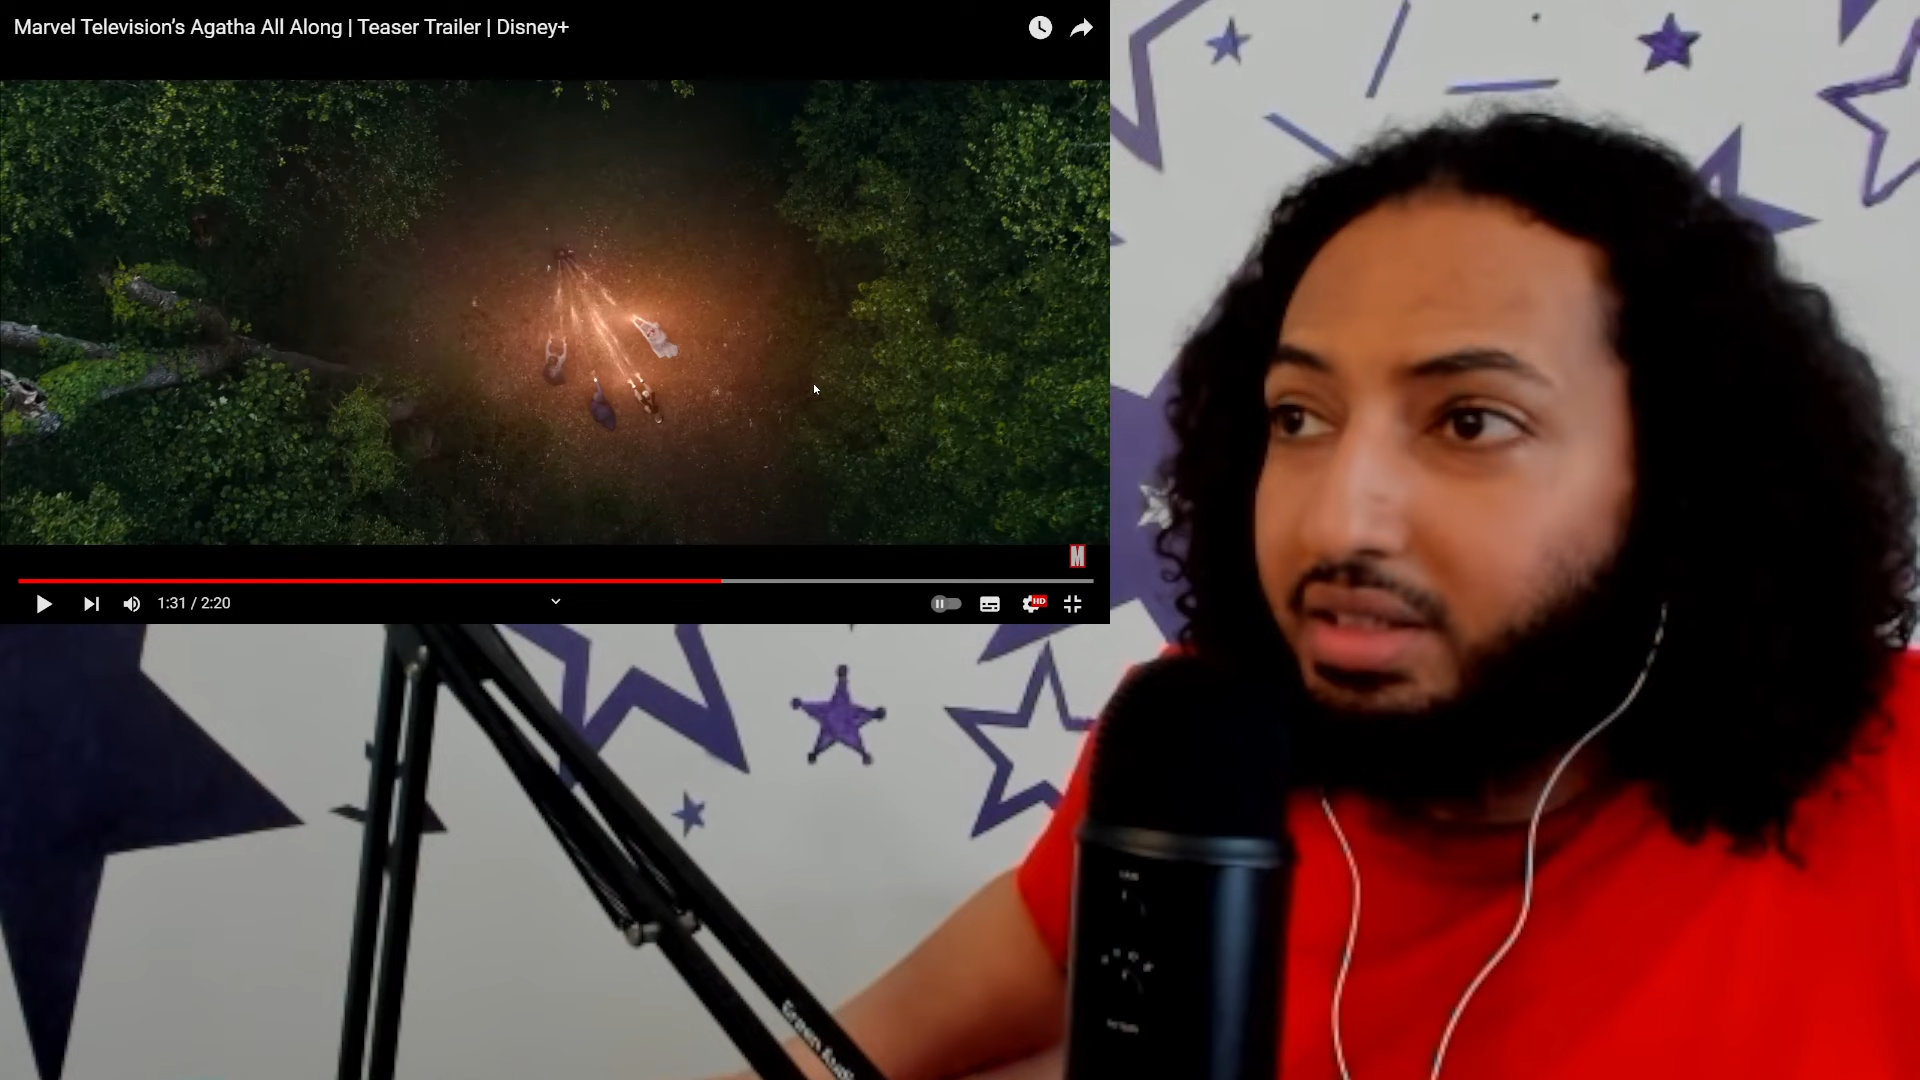 Marvel Television's Agatha All Along | Teaser Trailer | Disney+
M
1:31 / 2:20
HD